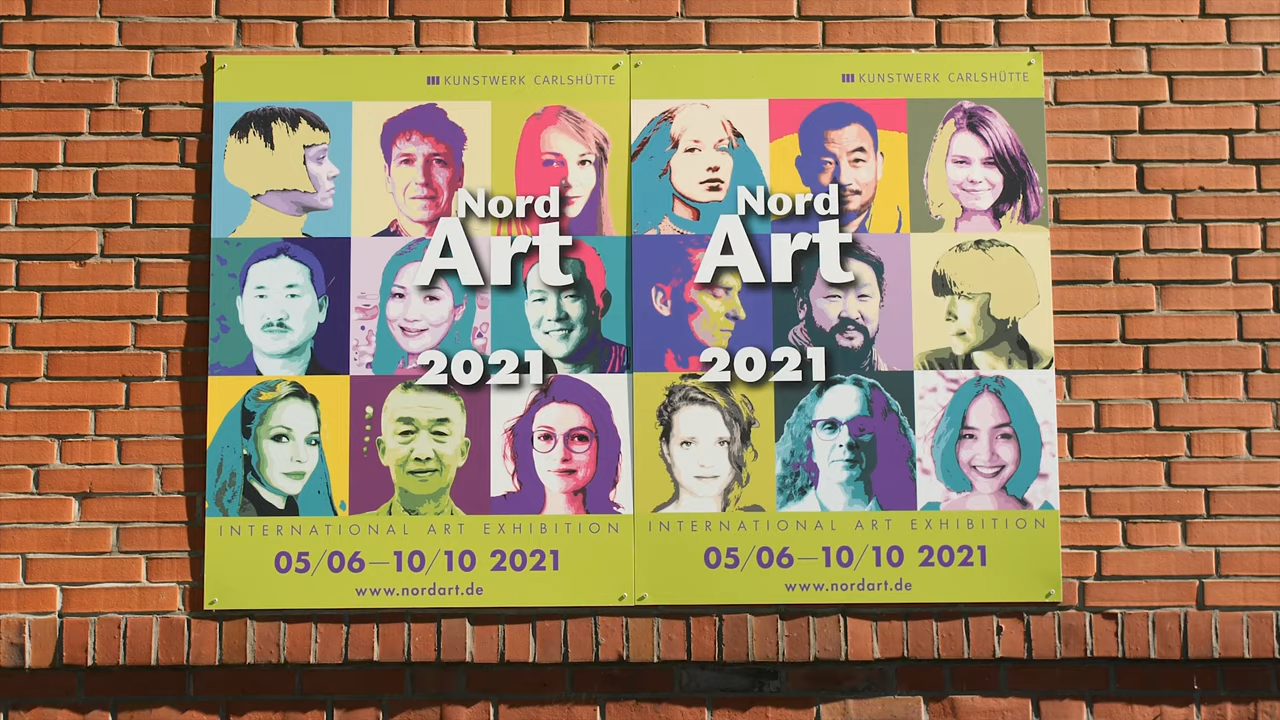 KUNSTWERK CARLSHÜTTE
Nord
Art
2021
INTERNATIONAL ART EXHIBITION
05/06—10/10 2021
www.nordart.de
KUNSTWERK CARLSHÜTTE
Nord
Art
2021
INTERNATIONAL ART EXHIBITION
05/06—10/10 2021
www.nordart.de